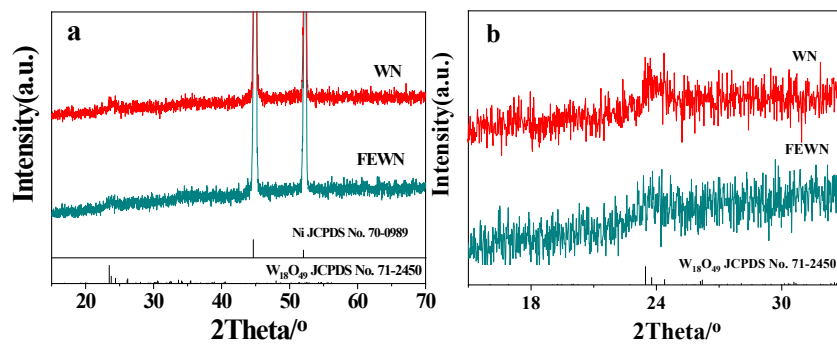 a
WN
FEWN
Ni JCPDS No. 70-0989
W₁₈O₄₉ JCPDS No. 71-2450
Intensity(a.u.)
20 30 40 50 60 70
2Theta/°
b
WN
FEWN
W₁₈O₄₉ JCPDS No. 71-2450
Intensity(a.u.)
18 24 30
2Theta/°